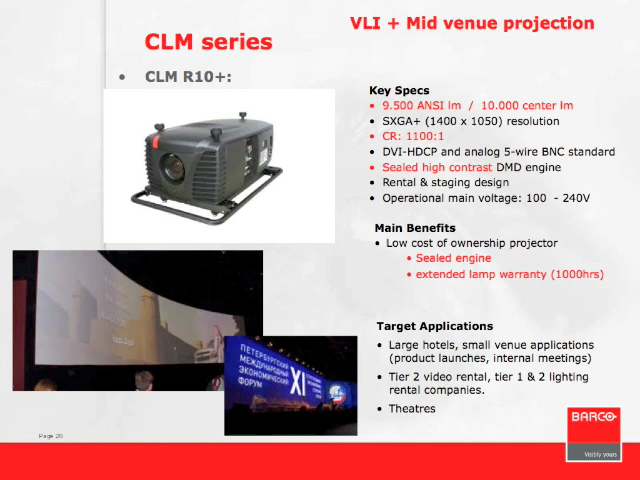 VLI + Mid venue projection
CLM series
• CLM R10+:
Key Specs
• 9.500 ANSI lm / 10.000 center lm
• SXGA+ (1400 x 1050) resolution
• CR: 1100:1
• DVI-HDCP and analog 5-wire BNC standard
• Sealed high contrast DMD engine
• Rental & staging design
• Operational main voltage: 100 - 240V
Main Benefits
• Low cost of ownership projector
• Sealed engine
• extended lamp warranty (1000hrs)
ПЕТЕРБУРГСКИЙ
МЕЖДУНАРОДНЫЙ
ЭКОНОМИЧЕСКИЙ
ФОРУМ
XI
Target Applications
• Large hotels, small venue applications
(product launches, internal meetings)
• Tier 2 video rental, tier 1 & 2 lighting
rental companies.
• Theatres
BARCO
Visibly yours
Page 28